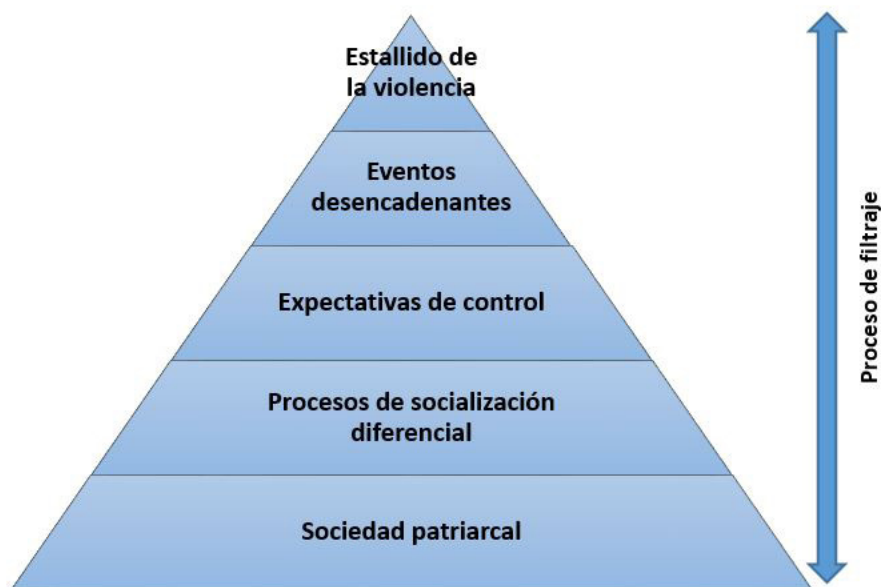 Estallido de
la violencia
Eventos
desencadenantes
Expectativas de control
Procesos de socialización
diferencial
Sociedad patriarcal
Proceso de filtraje